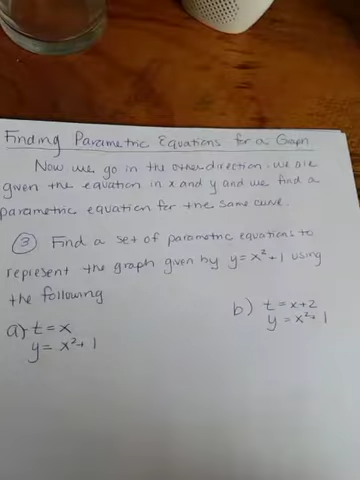 Finding Parametric Equations for a Graph
Now we go in the other direction. We are
given the equation in x and y and we find a
parametric equation for the same curve.
③ Find a set of parametric equations to
represent the graph given by y = x² + 1 using
the following
a) t = x
y = x² + 1
b) t = x + 2
y = x² + 1